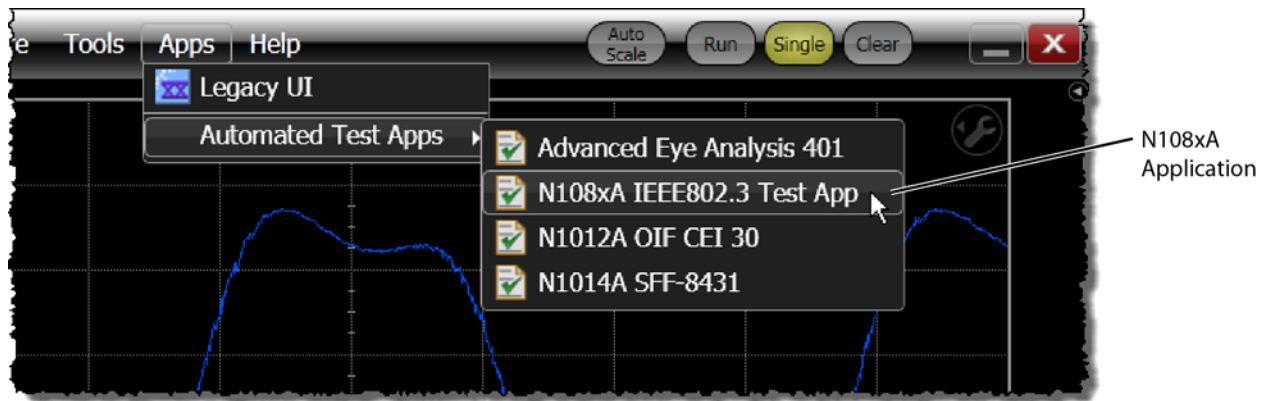 e Tools Apps Help
Auto Scale Run Single Clear
Legacy UI
Automated Test Apps
Advanced Eye Analysis 401
N108xA IEEE802.3 Test App
N1012A OIF CEI 30
N1014A SFF-8431
N108xA
Application